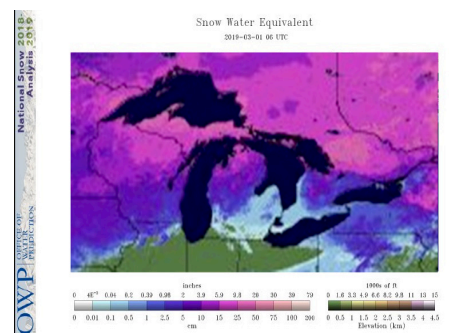 Snow Water Equivalent
2019-03-01 06 UTC
National Snow 2018-
Analysis 2019
OWP
OFFICE OF
WATER
PREDICTION
inches
0 0.04 0.2 0.39 0.98 2 3.9 5.9 9.8 20 30 39 79
0 0.01 0.1 0.5 1 2.5 5 10 15 25 50 75 100 200
cm
1000s of ft
0 1.6 3.3 4.9 6.6 8.2 9.8 11 13 15
0 0.5 1 1.5 2 2.5 3 3.5 4 4.5
Elevation (km)